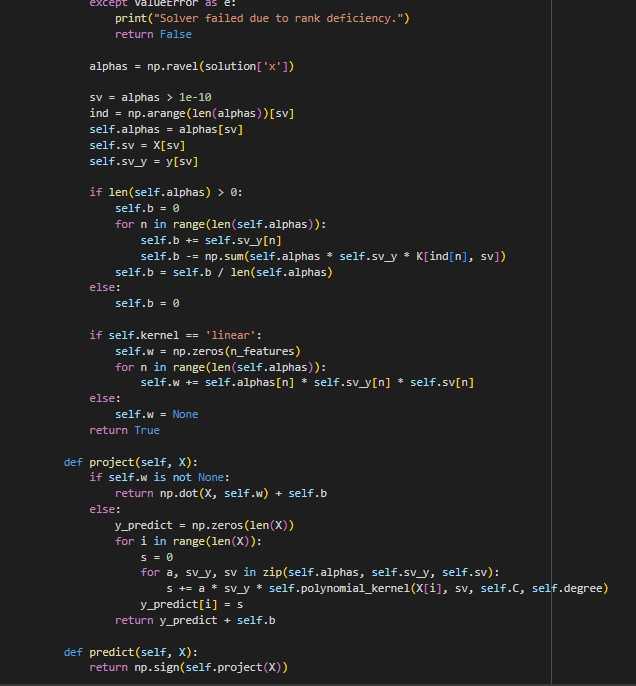 except ValueError as e:
print("Solver failed due to rank deficiency.")
return False
alphas = np.ravel(solution['x'])
sv = alphas > 1e-10
ind = np.arange(len(alphas))[sv]
self.alphas = alphas[sv]
self.sv = X[sv]
self.sv_y = y[sv]
if len(self.alphas) > 0:
self.b = 0
for n in range(len(self.alphas)):
self.b += self.sv_y[n]
self.b -= np.sum(self.alphas * self.sv_y * K[ind[n], sv])
self.b = self.b / len(self.alphas)
else:
self.b = 0
if self.kernel == 'linear':
self.w = np.zeros(n_features)
for n in range(len(self.alphas)):
self.w += self.alphas[n] * self.sv_y[n] * self.sv[n]
else:
self.w = None
return True
def project(self, X):
if self.w is not None:
return np.dot(X, self.w) + self.b
else:
y_predict = np.zeros(len(X))
for i in range(len(X)):
s = 0
for a, sv_y, sv in zip(self.alphas, self.sv_y, self.sv):
s += a * sv_y * self.polynomial_kernel(X[i], sv, self.C, self.degree)
y_predict[i] = s
return y_predict + self.b
def predict(self, X):
return np.sign(self.project(X))